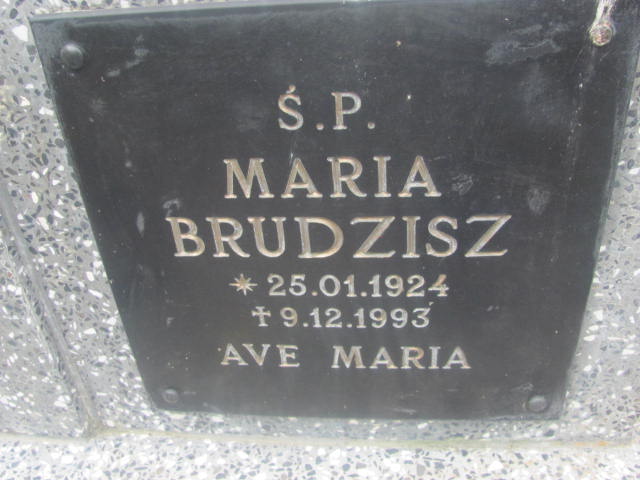 Ś.P.
MARIA
BRUDZISZ
* 25.01.1924
† 9.12.1993
AVE MARIA